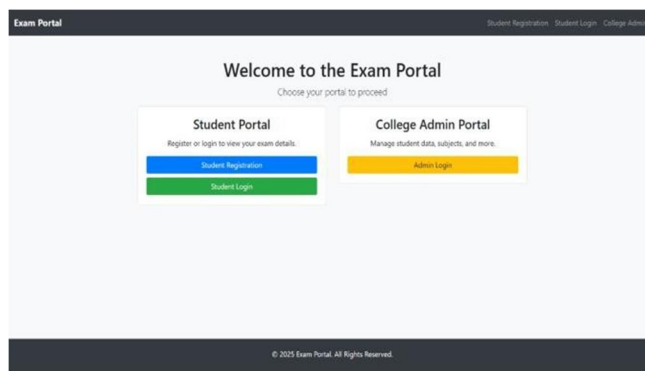 Exam Portal
Student Registration Student Login College Admi
Welcome to the Exam Portal
Choose your portal to proceed
Student Portal
Register or login to view your exam details.
Student Registration
Student Login
College Admin Portal
Manage student data, subjects, and more.
Admin Login
© 2025 Exam Portal. All Rights Reserved.